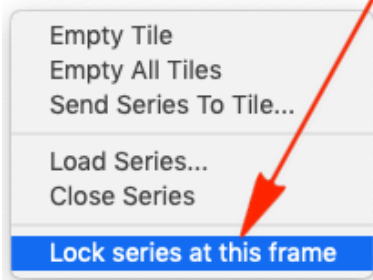 Empty Tile
Empty All Tiles
Send Series To Tile...
Load Series...
Close Series
Lock series at this frame